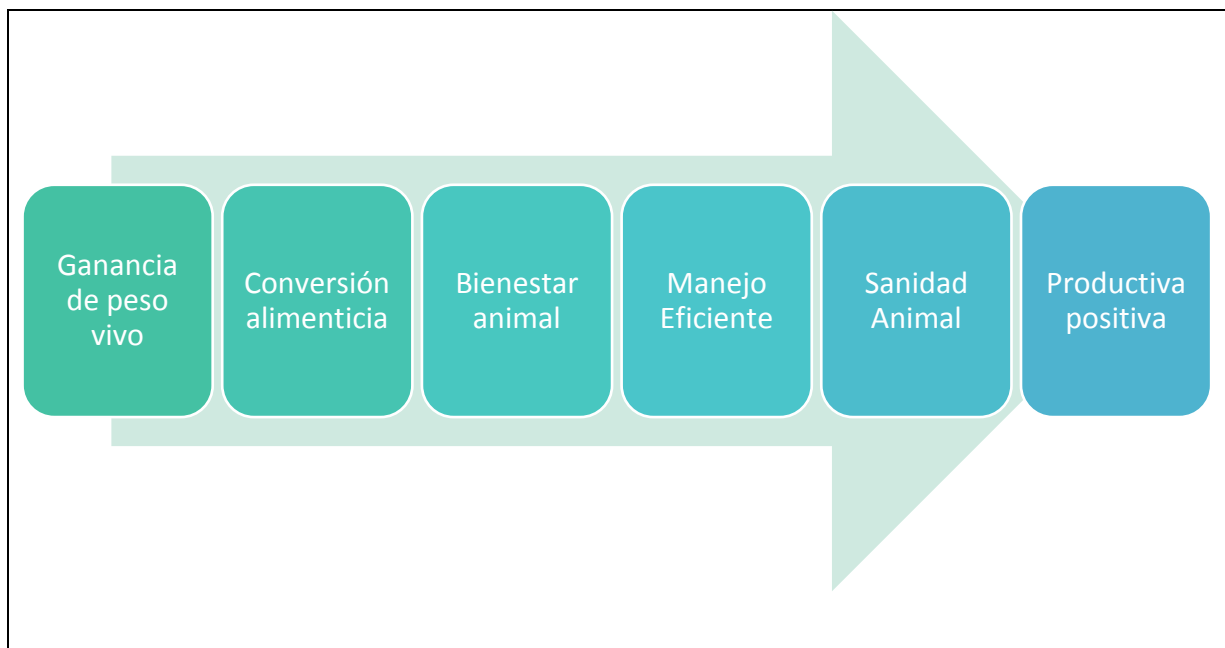 Ganancia
de peso
vivo
Conversión
alimenticia
Bienestar
animal
Manejo
Eficiente
Sanidad
Animal
Productiva
positiva